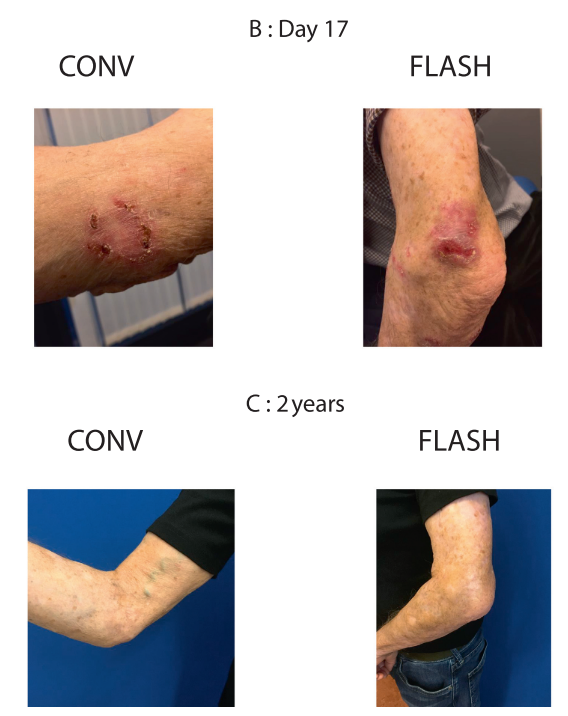 B : Day 17
CONV
FLASH
C : 2 years
CONV
FLASH